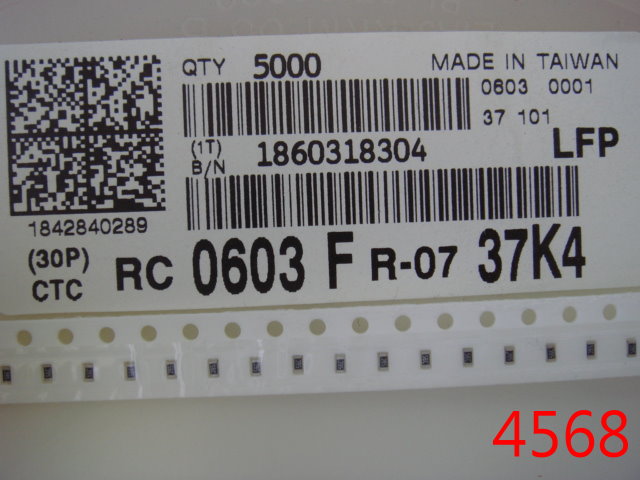 QTY 5000 MADE IN TAIWAN
0603 0001
37 101
(1T)
B/N 1860318304 LFP
1842840289
(30P)
CTC RC 0603 F R-07 37K4
4568